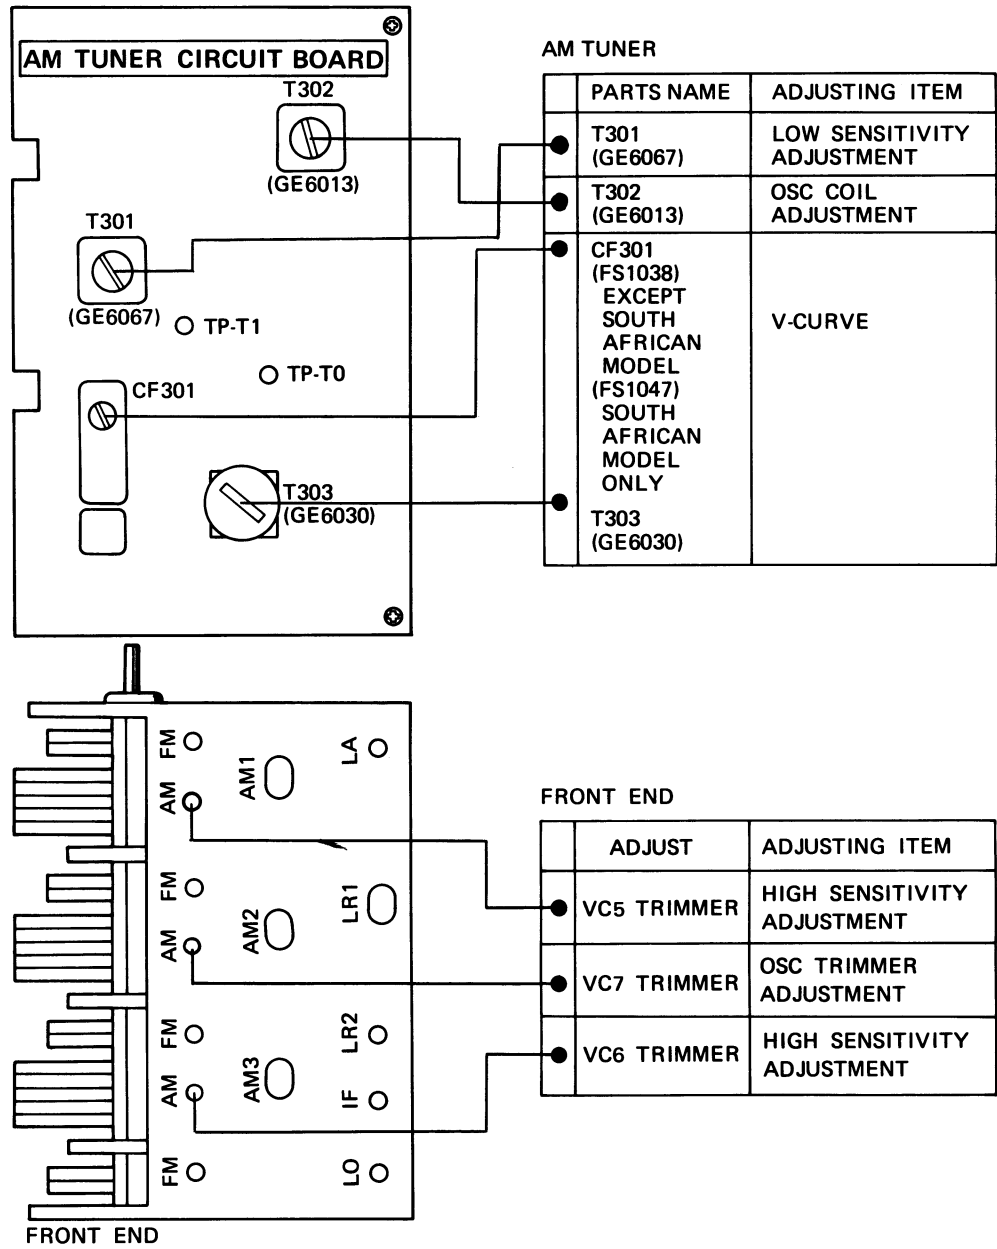 AM TUNER CIRCUIT BOARD
T302
(GE6013)
T301
(GE6067)
TP-T1
TP-T0
CF301
T303
(GE6030)
AM TUNER
PARTS NAME ADJUSTING ITEM
T301 LOW SENSITIVITY
(GE6067) ADJUSTMENT
T302 OSC COIL
(GE6013) ADJUSTMENT
CF301
(FS1038)
EXCEPT
SOUTH
AFRICAN
MODEL
(FS1047)
SOUTH
AFRICAN
MODEL
ONLY
T303
(GE6030)
V-CURVE
FM
AM
AM1
LA
FM
AM
AM2
LR1
FM
AM
AM3
LR2
IF
FM
LO
FRONT END
FRONT END
ADJUST ADJUSTING ITEM
VC5 TRIMMER HIGH SENSITIVITY
ADJUSTMENT
VC7 TRIMMER OSC TRIMMER
ADJUSTMENT
VC6 TRIMMER HIGH SENSITIVITY
ADJUSTMENT